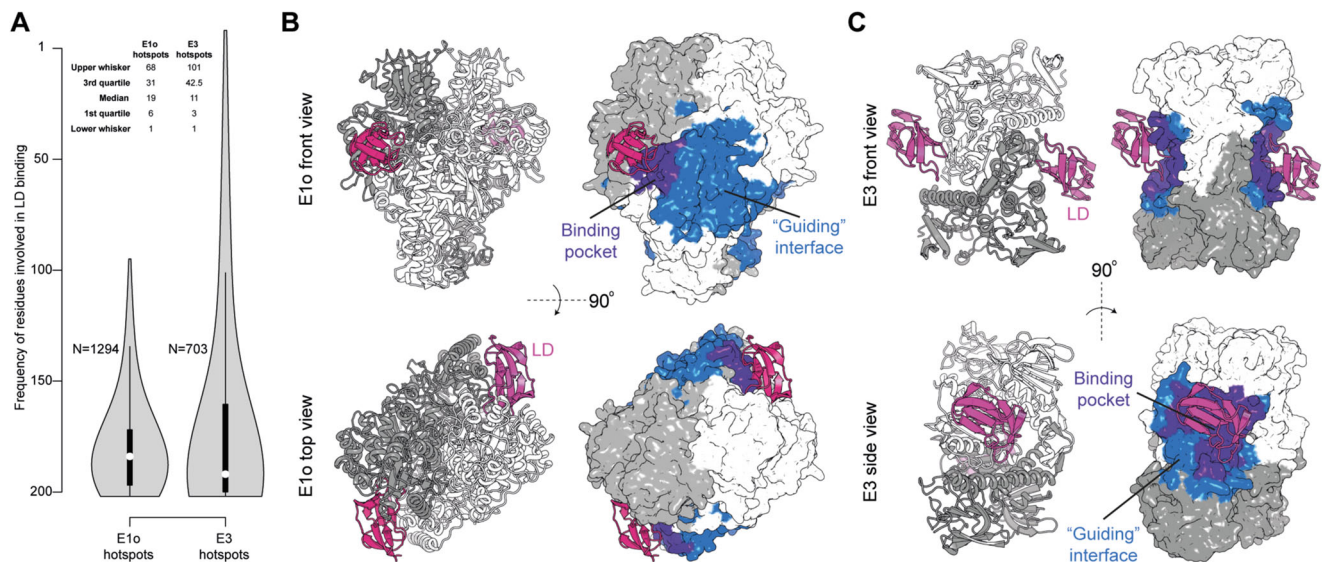 A
Frequency of residues involved in LD binding
1
50
100
150
200
E1o hotspots E3 hotspots
Upper whisker 68 101
3rd quartile 31 42.5
Median 19 11
1st quartile 6 3
Lower whisker 1 1
N=1294
N=703
E1o
hotspots
E3
hotspots
B
E1o front view
Binding
pocket
“Guiding”
interface
90°
E1o top view
LD
C
E3 front view
LD
90°
E3 side view
Binding
pocket
“Guiding”
interface